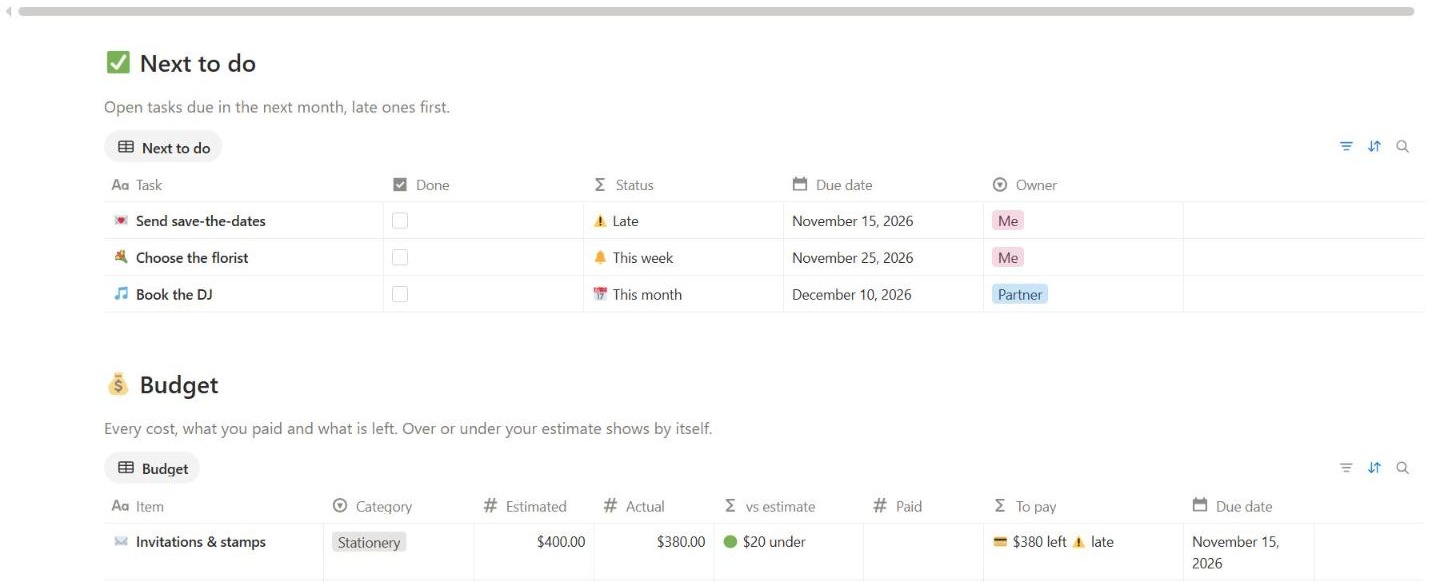 Next to do
Open tasks due in the next month, late ones first.
Next to do
Aa Task Done Σ Status Due date Owner
Send save-the-dates Late November 15, 2026 Me
Choose the florist This week November 25, 2026 Me
Book the DJ This month December 10, 2026 Partner
Budget
Every cost, what you paid and what is left. Over or under your estimate shows by itself.
Budget
Aa Item Category # Estimated # Actual Σ vs estimate # Paid Σ To pay Due date
Invitations & stamps Stationery $400.00 $380.00 $20 under $380 left late November 15,
2026